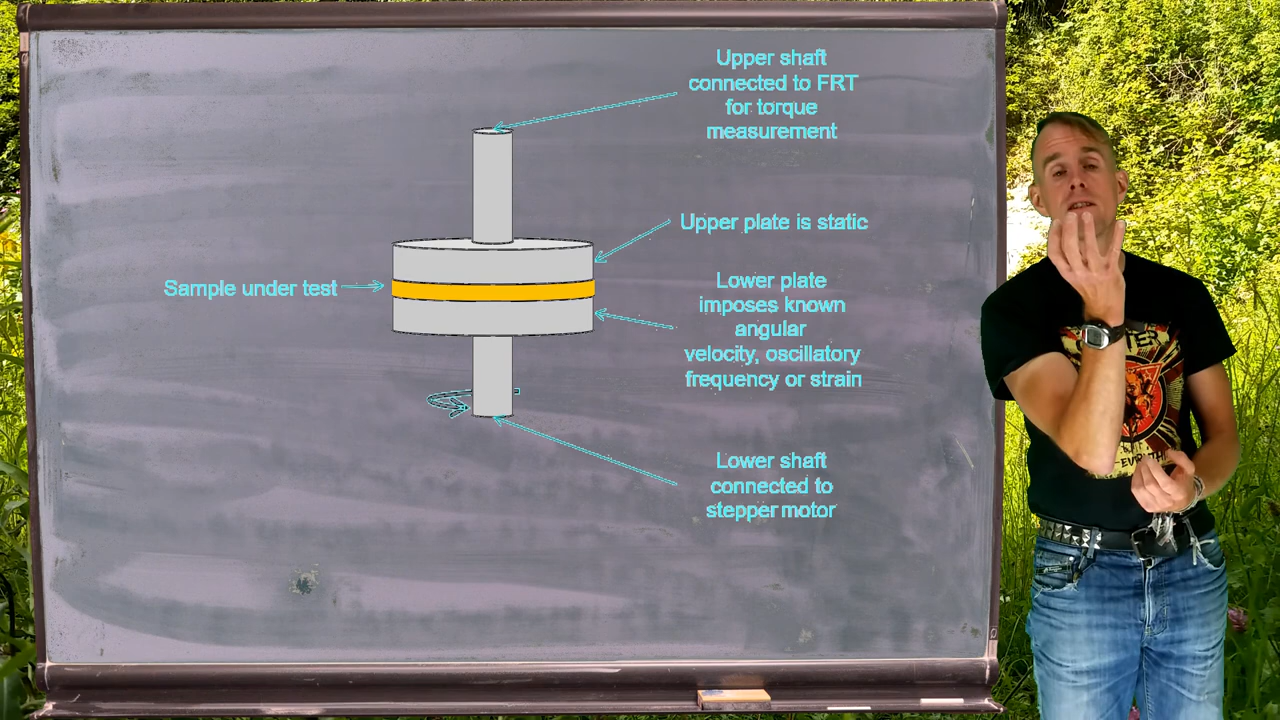 Upper shaft
connected to FRT
for torque
measurement
Upper plate is static
Sample under test
Lower plate
imposes known
angular
velocity, oscillatory
frequency or strain
Lower shaft
connected to
stepper motor